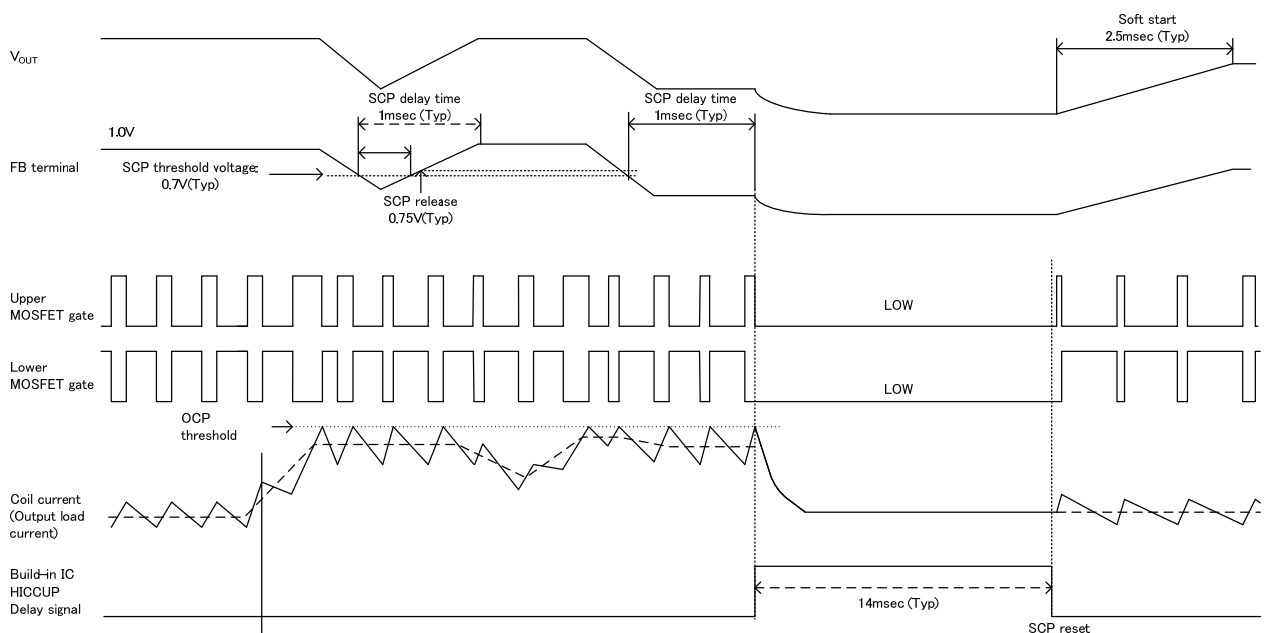 Soft start
2.5msec (Typ)
VOUT
SCP delay time
1msec (Typ)
SCP delay time
1msec (Typ)
1.0V
FB terminal
SCP threshold voltage:
0.7V(Typ)
SCP release
0.75V(Typ)
Upper
MOSFET gate
LOW
Lower
MOSFET gate
LOW
OCP
threshold
Coil current
(Output load
current)
Build-in IC
HICCUP
Delay signal
14msec (Typ)
SCP reset